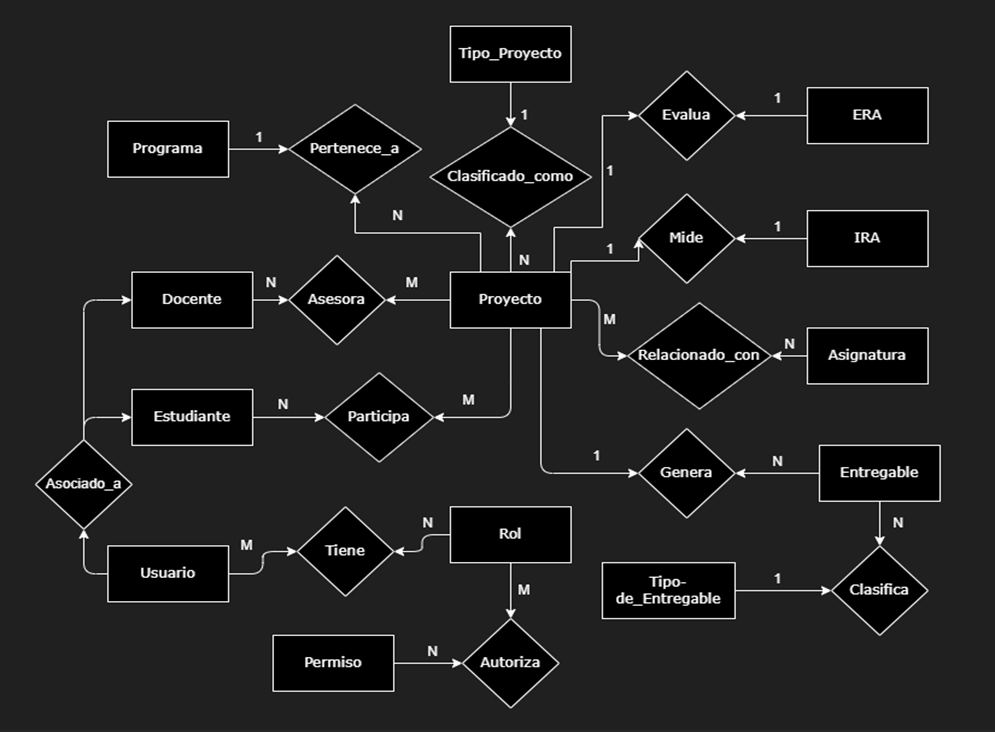 Tipo_Proyecto
1
Evalua
1
ERA
Programa
1
Pertenece_a
Clasificado_como
1
N
N
Mide
1
IRA
1
Docente
N
Asesora
M
Proyecto
M
Relacionado_con
N
Asignatura
Estudiante
N
Participa
M
1
Genera
N
Entregable
Asociado_a
N
Usuario
M
Tiene
N
Rol
M
Tipo-
de_Entregable
1
Clasifica
Permiso
N
Autoriza